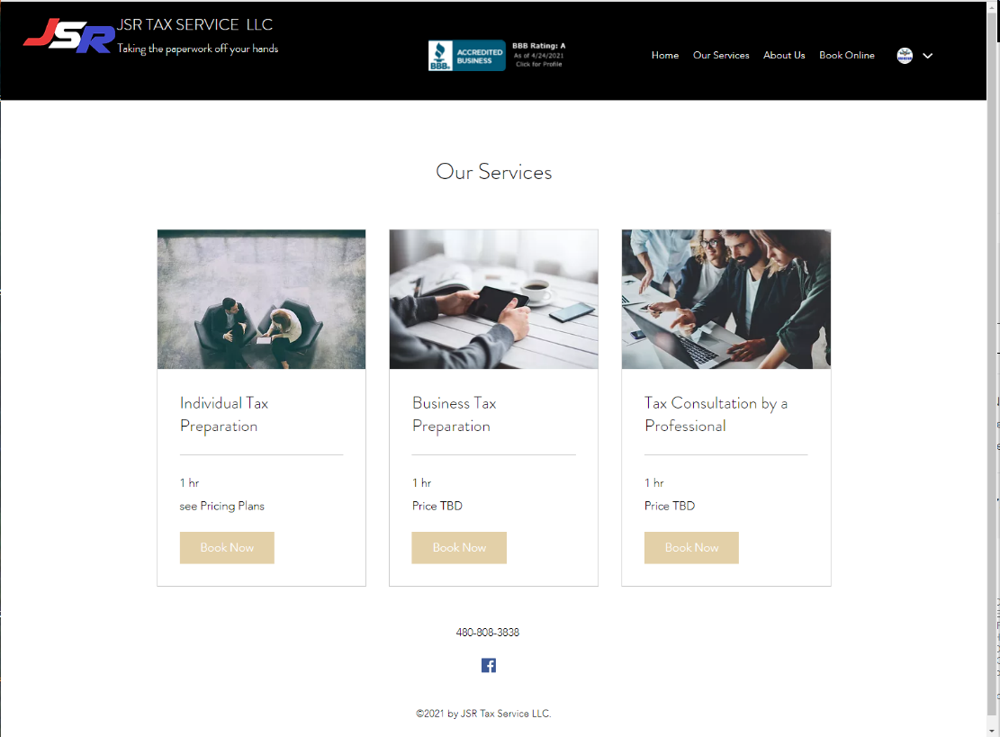 JSR
JSR TAX SERVICE LLC
Taking the paperwork off your hands
BBB.
ACCREDITED
BUSINESS
BBB Rating: A
As of 4/24/2021
Click for Profile
Home
Our Services
About Us
Book Online
Our Services
Individual Tax
Preparation
1 hr
see Pricing Plans
Book Now
Business Tax
Preparation
1 hr
Price TBD
Book Now
Tax Consultation by a
Professional
1 hr
Price TBD
Book Now
480-808-3838
©2021 by JSR Tax Service LLC.